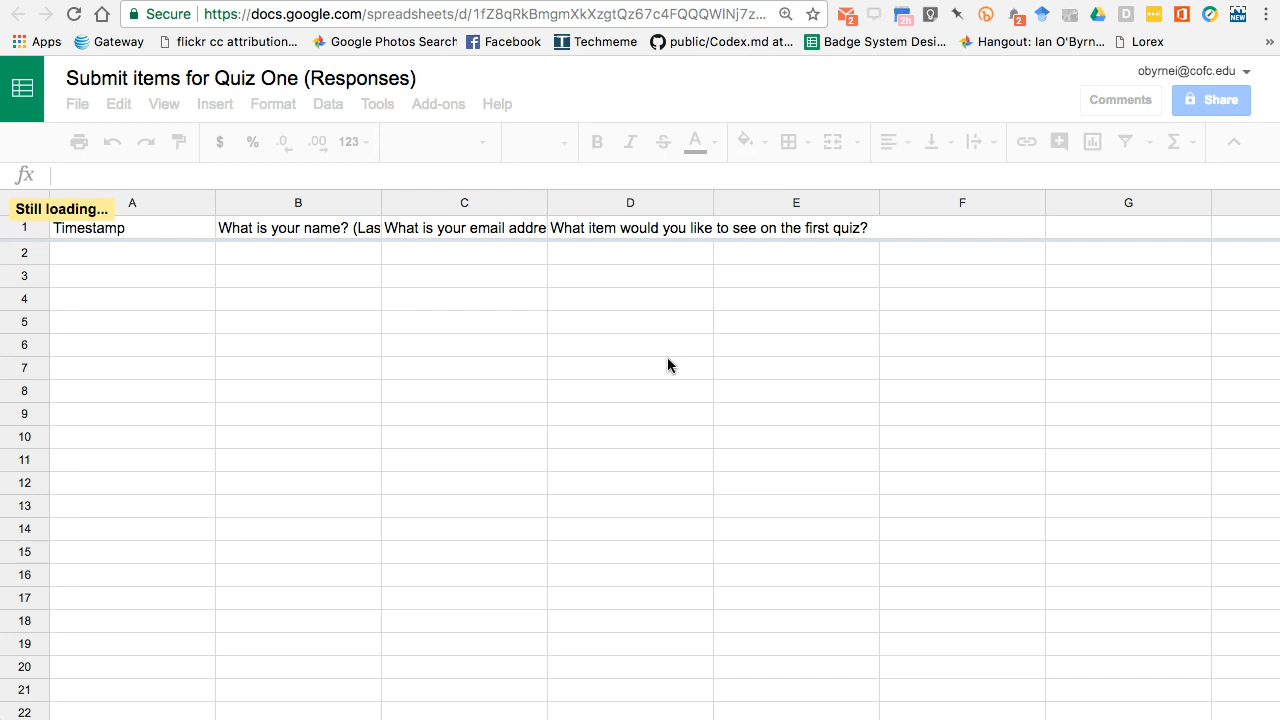 Secure https://docs.google.com/spreadsheets/d/1fZ8qRkBmgmXkXzgtQz67c4FQQQWlNj7z...
2 2h 2 D NEW
Apps Gateway flickr cc attribution... Google Photos Search Facebook Techmeme public/Codex.md at... Badge System Desi... Hangout: Ian O'Byrn... Lorex »
Submit items for Quiz One (Responses)
obyrnei@cofc.edu
File Edit View Insert Format Data Tools Add-ons Help
Comments Share
$ % .0 .00 123 B I S A Σ
fx
A B C D E F G
Still loading...
1 Timestamp What is your name? (Las What is your email addre What item would you like to see on the first quiz?
2
3
4
5
6
7
8
9
10
11
12
13
14
15
16
17
18
19
20
21
22